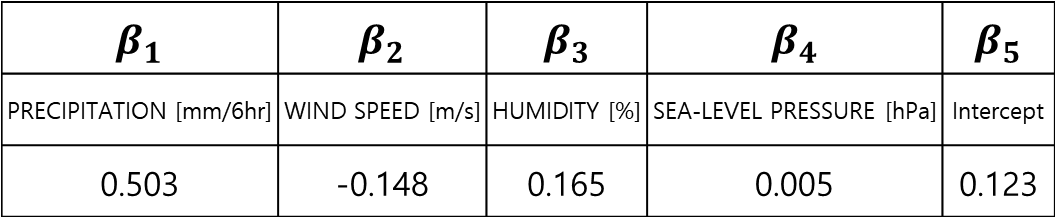 β₁ β₂ β₃ β₄ β₅
PRECIPITATION [mm/6hr] WIND SPEED [m/s] HUMIDITY [%] SEA-LEVEL PRESSURE [hPa] Intercept
0.503 -0.148 0.165 0.005 0.123